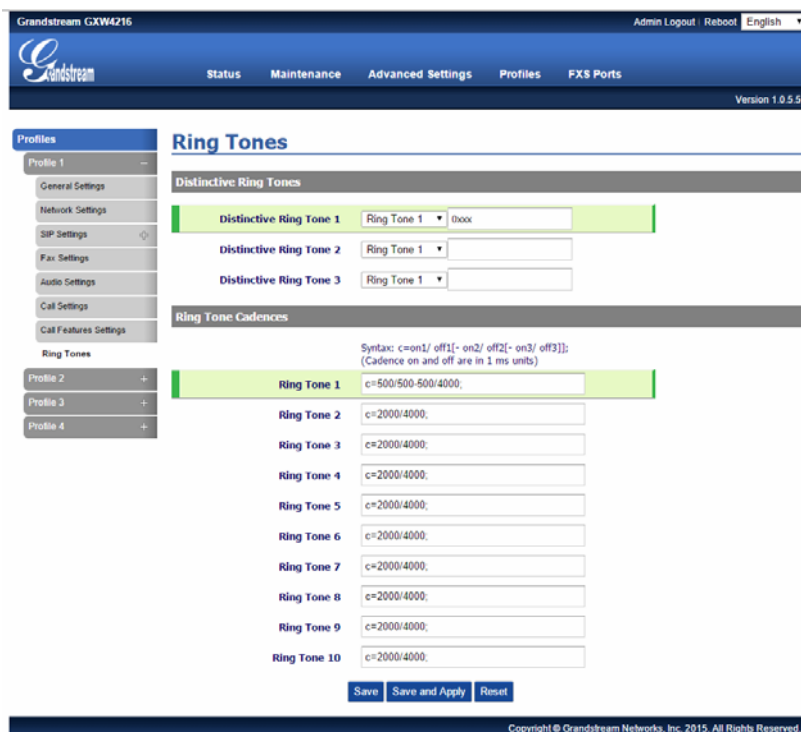 Grandstream GXW4216
Admin Logout | Reboot English
Grandstream
Status Maintenance Advanced Settings Profiles FXS Ports
Version 1.0.5.5
Profiles
Profile 1
General Settings
Network Settings
SIP Settings
Fax Settings
Audio Settings
Call Settings
Call Features Settings
Ring Tones
Profile 2
Profile 3
Profile 4
Ring Tones
Distinctive Ring Tones
Distinctive Ring Tone 1 Ring Tone 1 0xxx
Distinctive Ring Tone 2 Ring Tone 1
Distinctive Ring Tone 3 Ring Tone 1
Ring Tone Cadences
Syntax: c=on1/ off1[- on2/ off2[- on3/ off3]];
(Cadence on and off are in 1 ms units)
Ring Tone 1 c=500/500-500/4000;
Ring Tone 2 c=2000/4000;
Ring Tone 3 c=2000/4000;
Ring Tone 4 c=2000/4000;
Ring Tone 5 c=2000/4000;
Ring Tone 6 c=2000/4000;
Ring Tone 7 c=2000/4000;
Ring Tone 8 c=2000/4000;
Ring Tone 9 c=2000/4000;
Ring Tone 10 c=2000/4000;
Save Save and Apply Reset
Copyright © Grandstream Networks, Inc. 2015. All Rights Reserved.